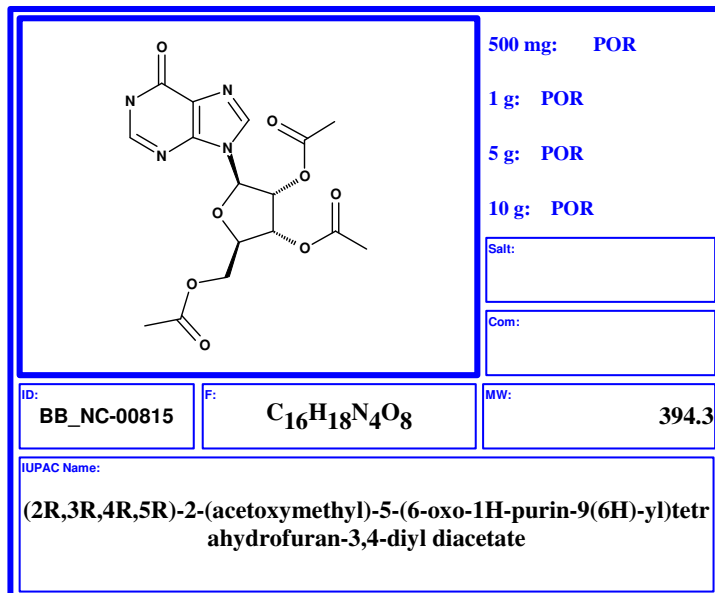 O
N
N
N
N
O
O
O
O
O
O
O
500 mg: POR
1 g: POR
5 g: POR
10 g: POR
Salt:
Com:
ID:
BB_NC-00815
F:
C16H18N4O8
MW:
394.3
IUPAC Name:
(2R,3R,4R,5R)-2-(acetoxymethyl)-5-(6-oxo-1H-purin-9(6H)-yl)tetr
ahydrofuran-3,4-diyl diacetate